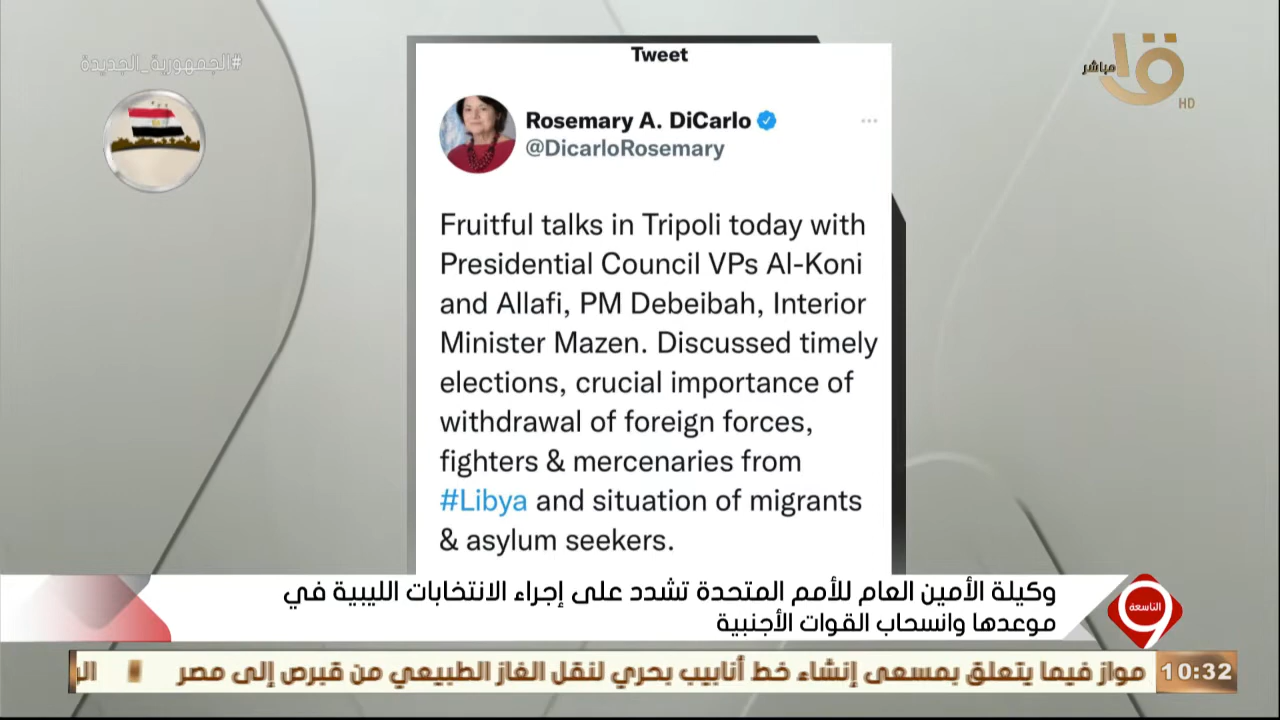 #الجمهورية_الجديدة
مباشر
HD
Tweet
Rosemary A. DiCarlo
@DicarloRosemary
Fruitful talks in Tripoli today with
Presidential Council VPs Al-Koni
and Allafi, PM Debeibah, Interior
Minister Mazen. Discussed timely
elections, crucial importance of
withdrawal of foreign forces,
fighters & mercenaries from
#Libya and situation of migrants
& asylum seekers.
وكيلة الأمين العام للأمم المتحدة تشدد على إجراء الانتخابات الليبية في
موعدها وانسحاب القوات الأجنبية
التاسعة
9
مواز فيما يتعلق بمسعى إنشاء خط أنابيب بحري لنقل الغاز الطبيعي من قبرص إلى مصر
10:32